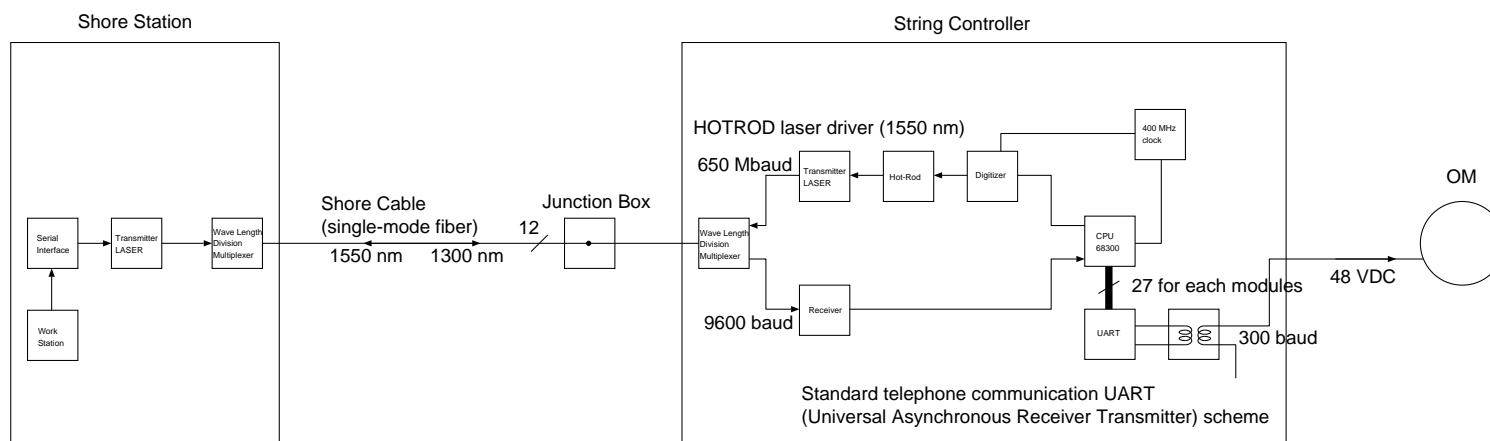 Shore Station
String Controller
HOTROD laser driver (1550 nm)
400 MHz
clock
650 Mbaud
Transmitter
LASER
Hot-Rod
Digitizer
OM
Shore Cable
(single-mode fiber)
Junction Box
12
Serial
Interface
Transmitter
LASER
Wave Length
Division
Multiplexer
1550 nm
1300 nm
Wave Length
Division
Multiplexer
CPU
68300
48 VDC
27 for each modules
Work
Station
9600 baud
Receiver
UART
300 baud
Standard telephone communication UART
(Universal Asynchronous Receiver Transmitter) scheme